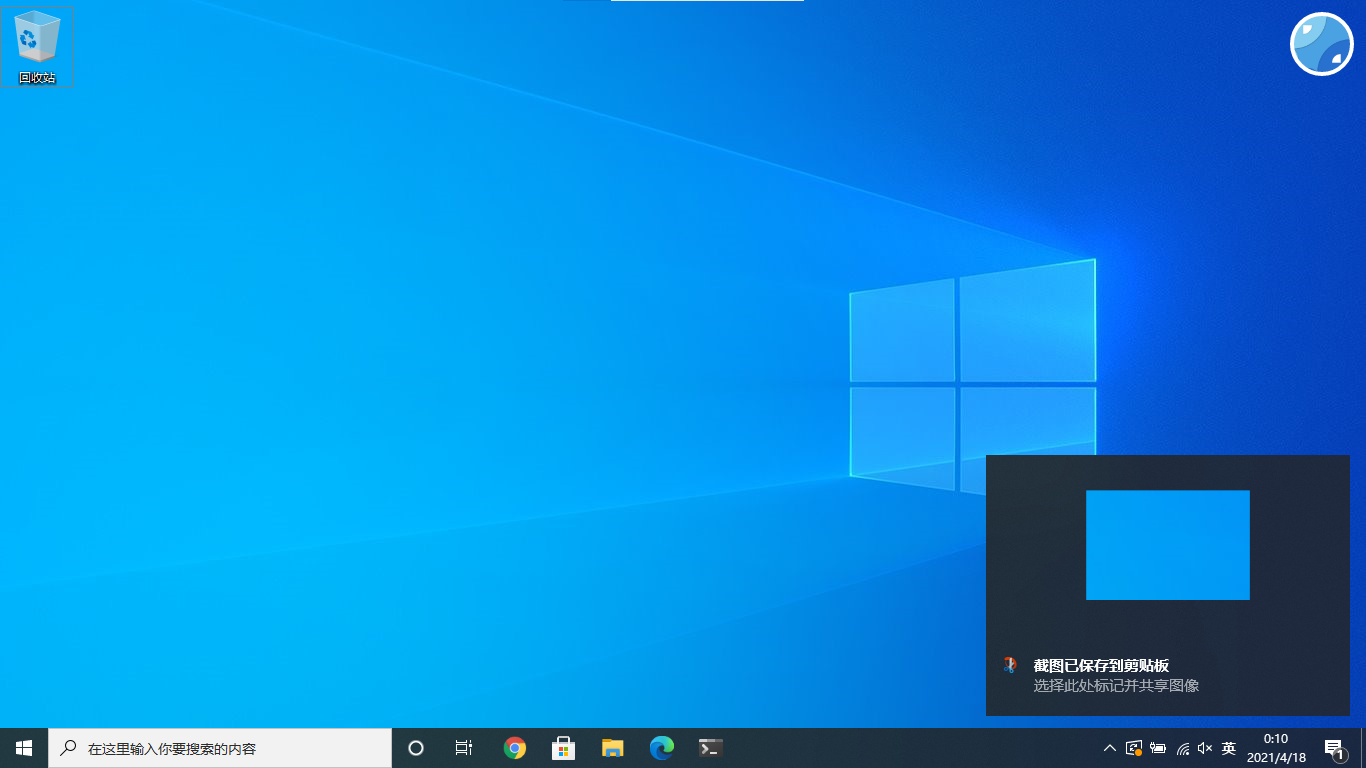 回收站
截图已保存到剪贴板
选择此处标记并共享图像
在这里输入你要搜索的内容
英
0:10
2021/4/18
1